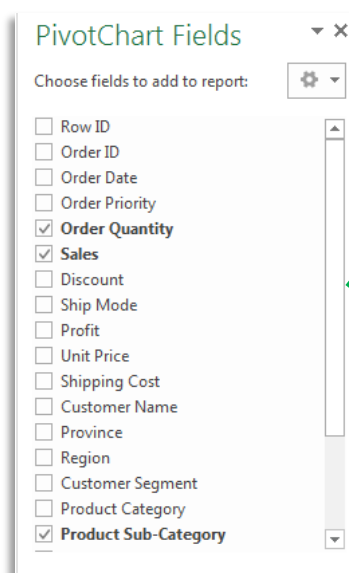 PivotChart Fields
Choose fields to add to report:
Row ID
Order ID
Order Date
Order Priority
Order Quantity
Sales
Discount
Ship Mode
Profit
Unit Price
Shipping Cost
Customer Name
Province
Region
Customer Segment
Product Category
Product Sub-Category